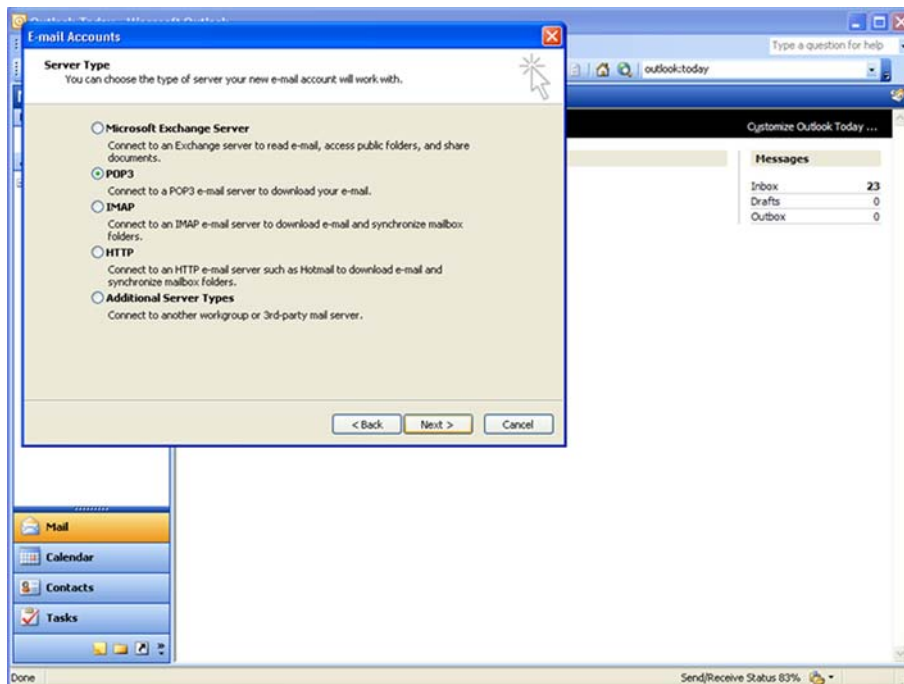 Outlook Today - Microsoft Outlook
E-mail Accounts
Type a question for help
Server Type
You can choose the type of server your new e-mail account will work with.
outlook:today
Microsoft Exchange Server
Connect to an Exchange server to read e-mail, access public folders, and share
documents.
POP3
Connect to a POP3 e-mail server to download your e-mail.
IMAP
Connect to an IMAP e-mail server to download e-mail and synchronize mailbox
folders.
HTTP
Connect to an HTTP e-mail server such as Hotmail to download e-mail and
synchronize mailbox folders.
Additional Server Types
Connect to another workgroup or 3rd-party mail server.
< Back
Next >
Cancel
Customize Outlook Today ...
Messages
Inbox 23
Drafts 0
Outbox 0
Mail
Calendar
Contacts
Tasks
Done
Send/Receive Status 83%